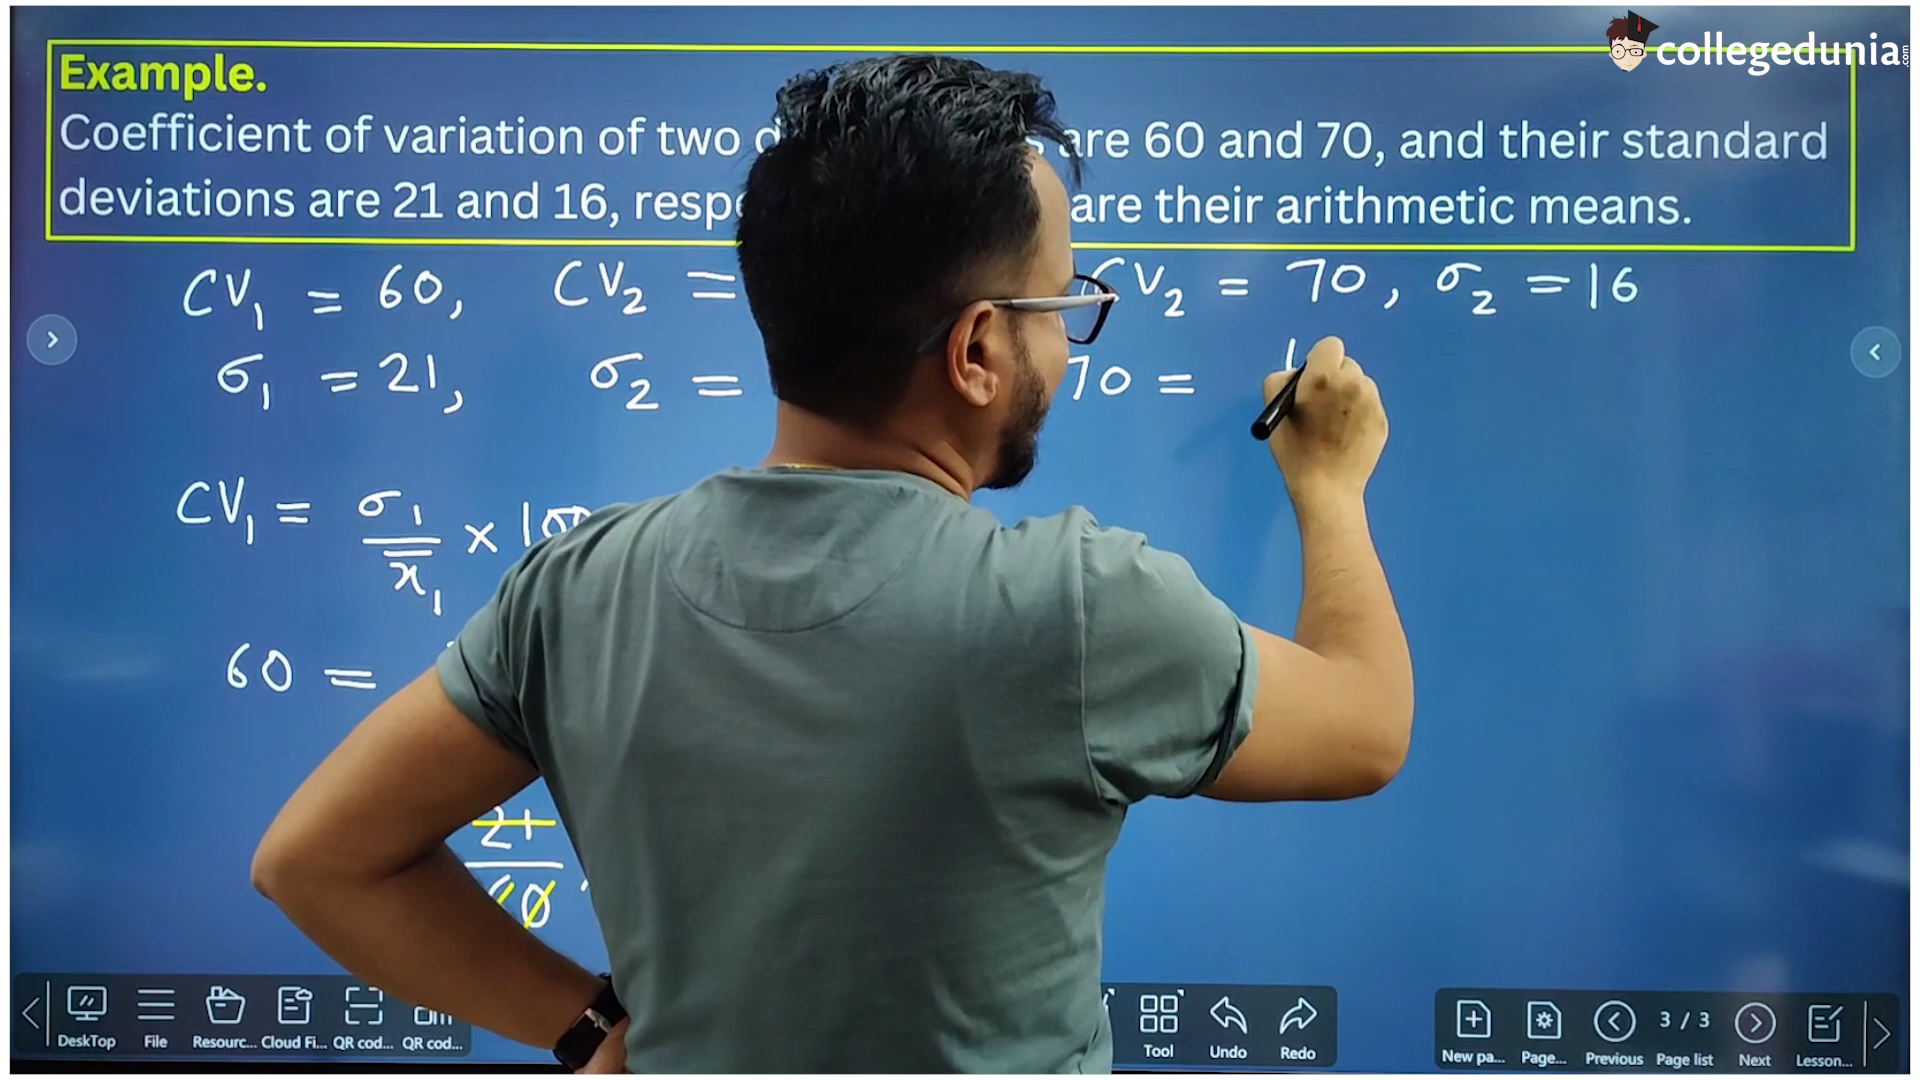 collegedunia
.com
Example.
Coefficient of variation of two are 60 and 70, and their standard
deviations are 21 and 16, are their arithmetic means.
CV₁ = 60, CV₂ =
CV₂ = 70, σ₂ = 16
σ₁ = 21, σ₂ =
70 =
CV₁ = σ₁/x̅₁ × 100
60 =
21
DeskTop File Resourc... Cloud Fi... QR cod... QR cod... Tool Undo Redo New pa... Page... Previous 3 / 3 Page list Next Lesson...